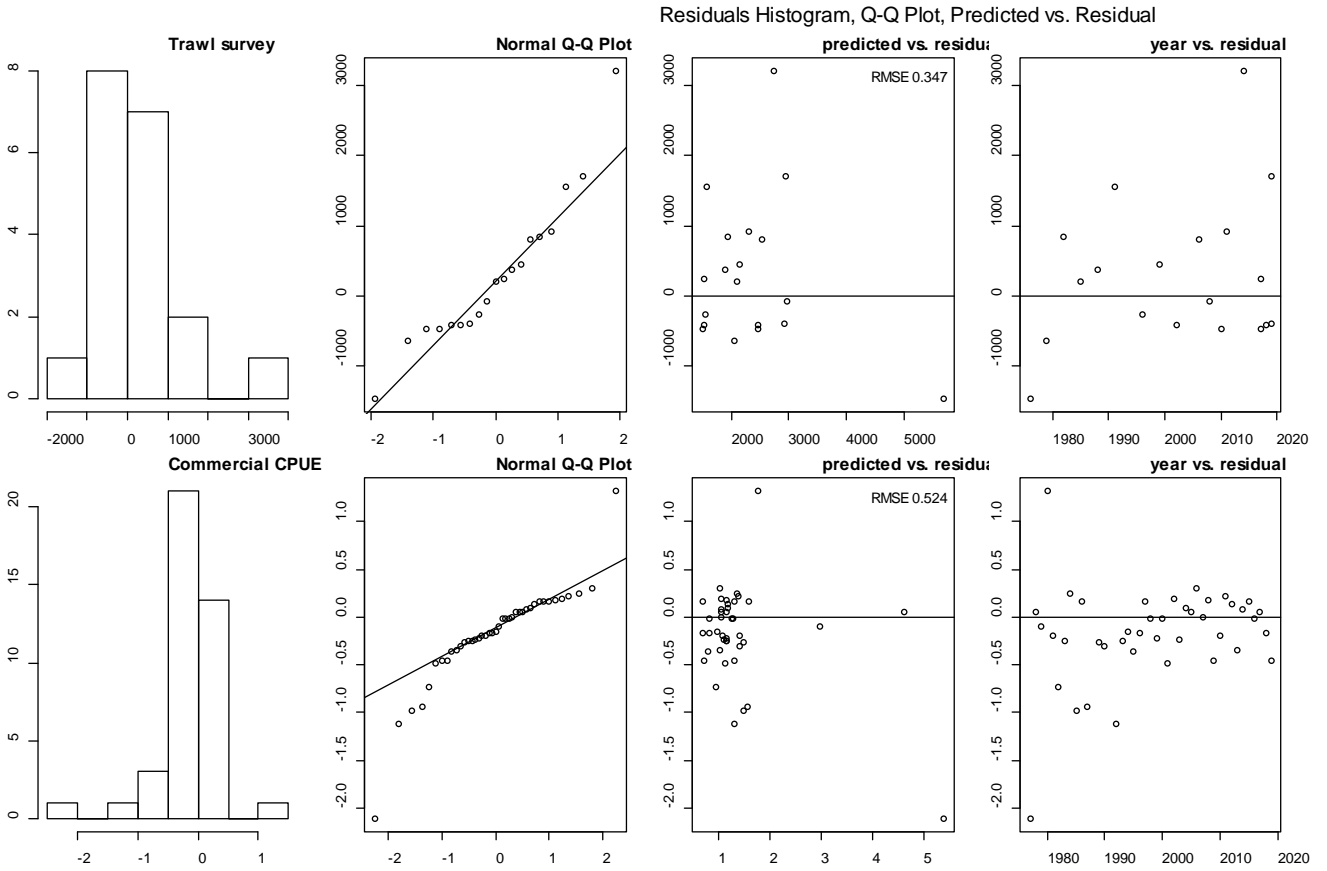 Residuals Histogram, Q-Q Plot, Predicted vs. Residual
Trawl survey
Normal Q-Q Plot
predicted vs. residua
year vs. residual
8
6
4
2
0
-2000 0 1000 3000
3000
2000
1000
0
-1000
-2 -1 0 1 2
RMSE 0.347
3000
2000
1000
0
-1000
2000 3000 4000 5000
3000
2000
1000
0
-1000
1980 1990 2000 2010 2020
Commercial CPUE
Normal Q-Q Plot
predicted vs. residua
year vs. residual
20
15
10
5
0
-2 -1 0 1
1.0
0.5
0.0
-0.5
-1.0
-1.5
-2.0
-2 -1 0 1 2
RMSE 0.524
1.0
0.5
0.0
-0.5
-1.0
-1.5
-2.0
1 2 3 4 5
1.0
0.5
0.0
-0.5
-1.0
-1.5
-2.0
1980 1990 2000 2010 2020